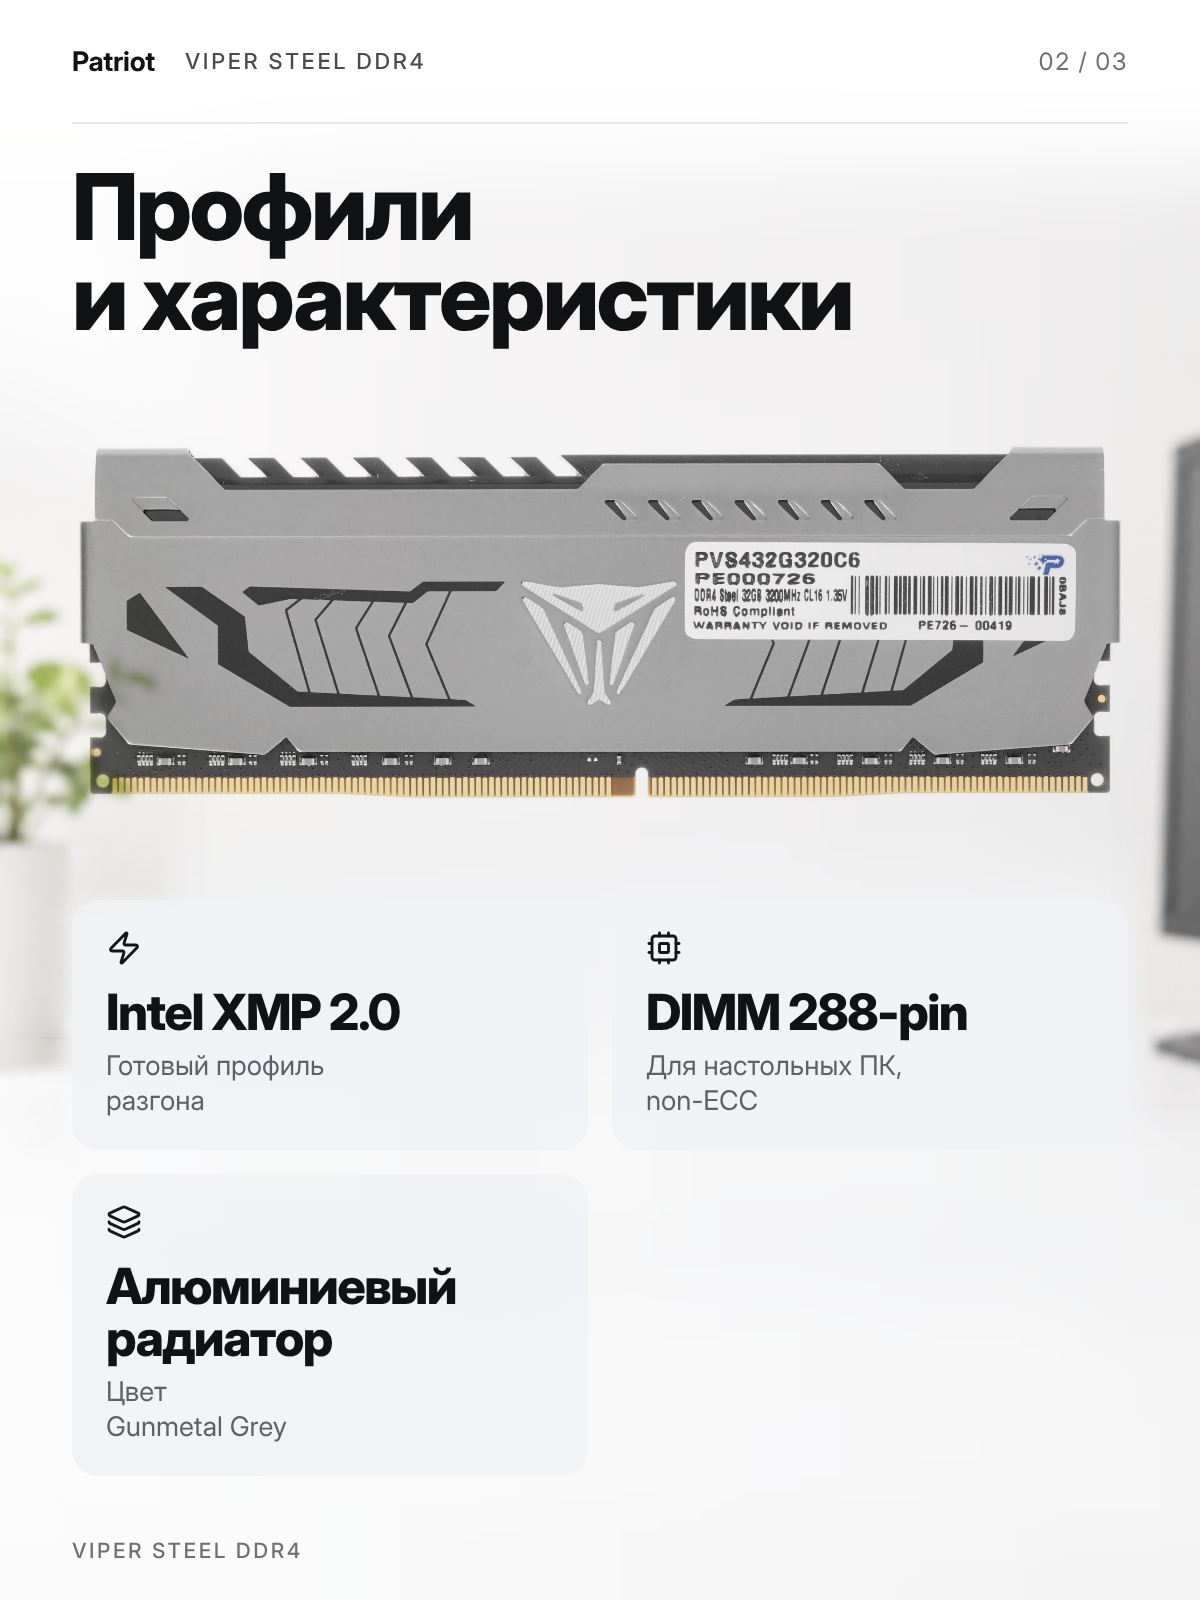 Patriot VIPER STEEL DDR4 02 / 03
Профили
и характеристики
PVS432G320C6
PE000726
DDR4 Steel 32GB 3200MHz CL16 1.35V
RoHS Compliant
WARRANTY VOID IF REMOVED PE726 - 00419
0BAJ8
Intel XMP 2.0
Готовый профиль
разгона
DIMM 288-pin
Для настольных ПК,
non-ECC
Алюминиевый
радиатор
Цвет
Gunmetal Grey
VIPER STEEL DDR4